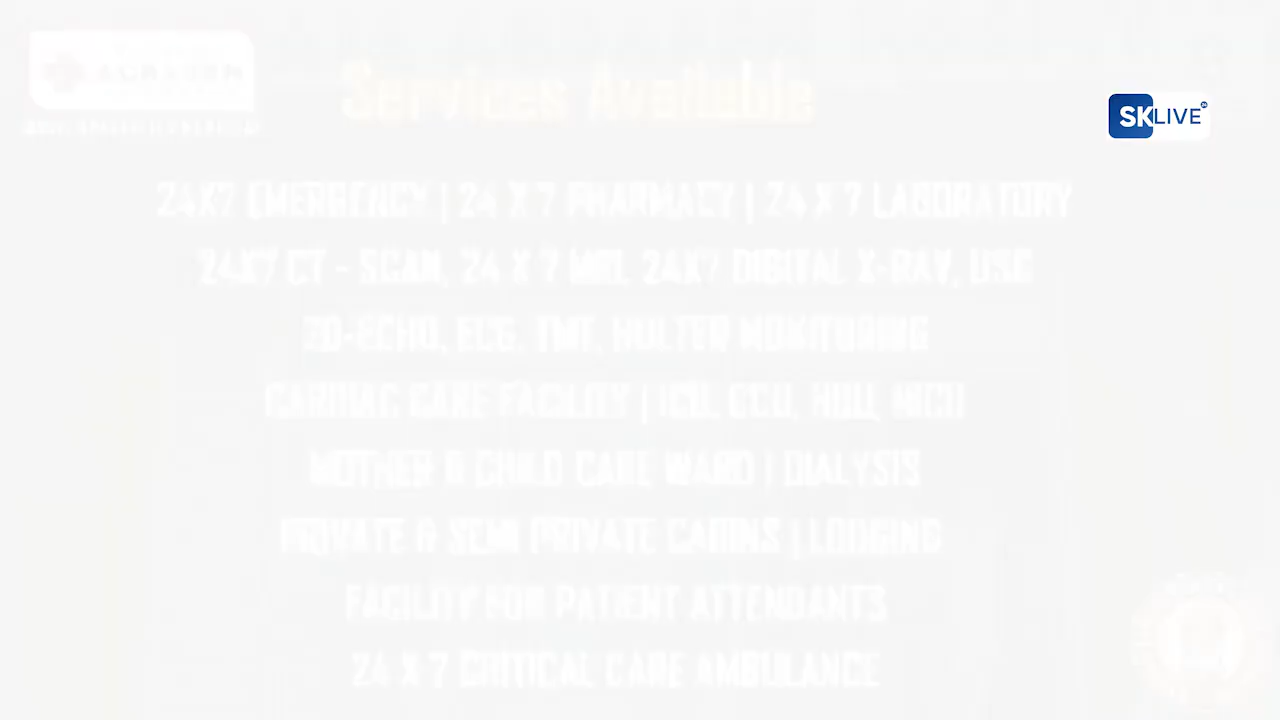 Services Available
SKLIVE
24X7 EMERGENCY | 24 X 7 PHARMACY | 24 X 7 LABORATORY
24X7 CT - SCAN, 24 X 7 MRI, 24X7 DIGITAL X-RAY, USG
2D-ECHO, ECG, TMT, HOLTER MONITORING
CARDIAC CARE FACILITY | ICU, CCU, HDU, NICU
MOTHER & CHILD CARE WARD | DIALYSIS
PRIVATE & SEMI PRIVATE CABINS | LODGING
FACILITY FOR PATIENT ATTENDANTS
24 X 7 CRITICAL CARE AMBULANCE